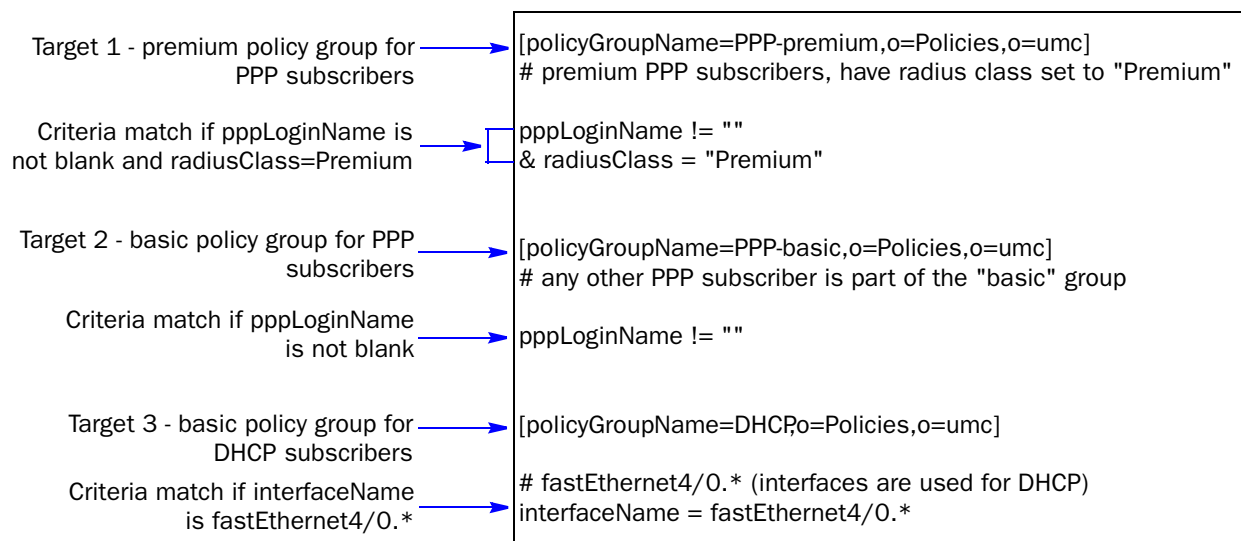 Target 1 - premium policy group for
PPP subscribers
[policyGroupName=PPP-premium,o=Policies,o=umc]
# premium PPP subscribers, have radius class set to "Premium"
Criteria match if pppLoginName is
not blank and radiusClass=Premium
pppLoginName != ""
& radiusClass = "Premium"
Target 2 - basic policy group for PPP
subscribers
[policyGroupName=PPP-basic,o=Policies,o=umc]
# any other PPP subscriber is part of the "basic" group
Criteria match if pppLoginName
is not blank
pppLoginName != ""
Target 3 - basic policy group for
DHCP subscribers
[policyGroupName=DHCP,o=Policies,o=umc]
Criteria match if interfaceName
is fastEthernet4/0.*
# fastEthernet4/0.* (interfaces are used for DHCP)
interfaceName = fastEthernet4/0.*